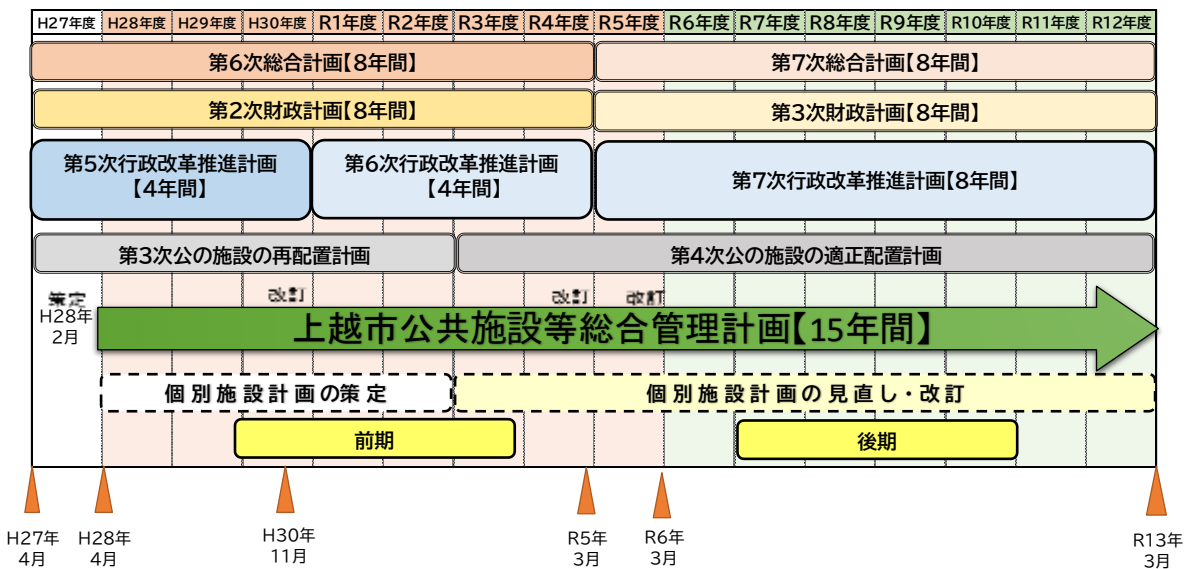 H27年度 H28年度 H29年度 H30年度 R1年度 R2年度 R3年度 R4年度 R5年度 R6年度 R7年度 R8年度 R9年度 R10年度 R11年度 R12年度
第6次総合計画【8年間】 第7次総合計画【8年間】
第2次財政計画【8年間】 第3次財政計画【8年間】
第5次行政改革推進計画
【4年間】
第6次行政改革推進計画
【4年間】
第7次行政改革推進計画【8年間】
第3次公の施設の再配置計画 第4次公の施設の適正配置計画
策定 改訂 改訂 改訂
H28年
2月
上越市公共施設等総合管理計画【15年間】
個別施設計画の策定 個別施設計画の見直し・改訂
前期 後期
H27年
4月
H28年
4月
H30年
11月
R5年
3月
R6年
3月
R13年
3月